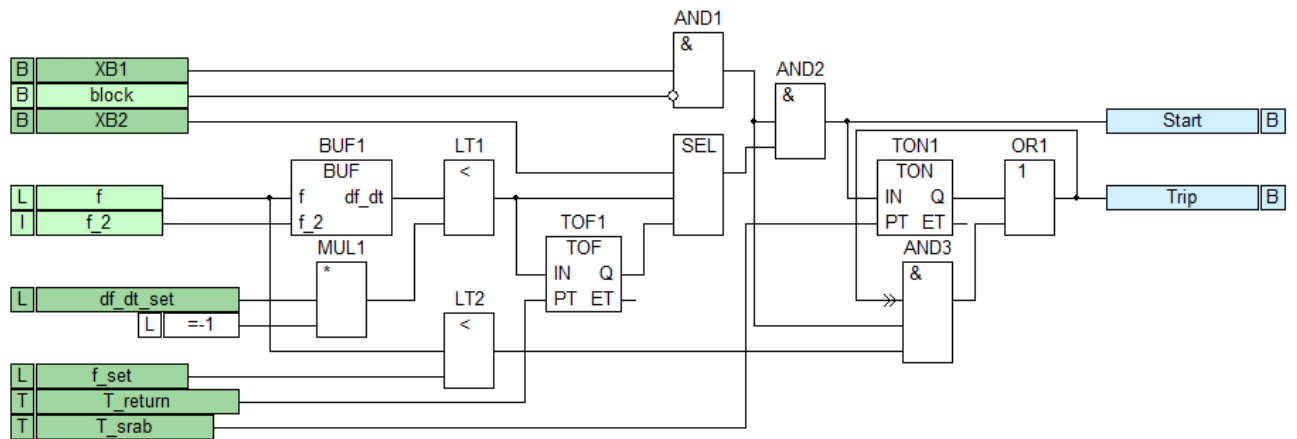 AND1
&
B XB1
B block
B XB2
AND2
&
Start B
BUF1
BUF
f df_dt
f_2
LT1
<
SEL
TON1
TON
IN Q
PT ET
OR1
1
L f
I f_2
Trip B
MUL1
*
TOF1
TOF
IN Q
PT ET
AND3
&
L df_dt_set
L =-1
LT2
<
L f_set
T T_return
T T_srab